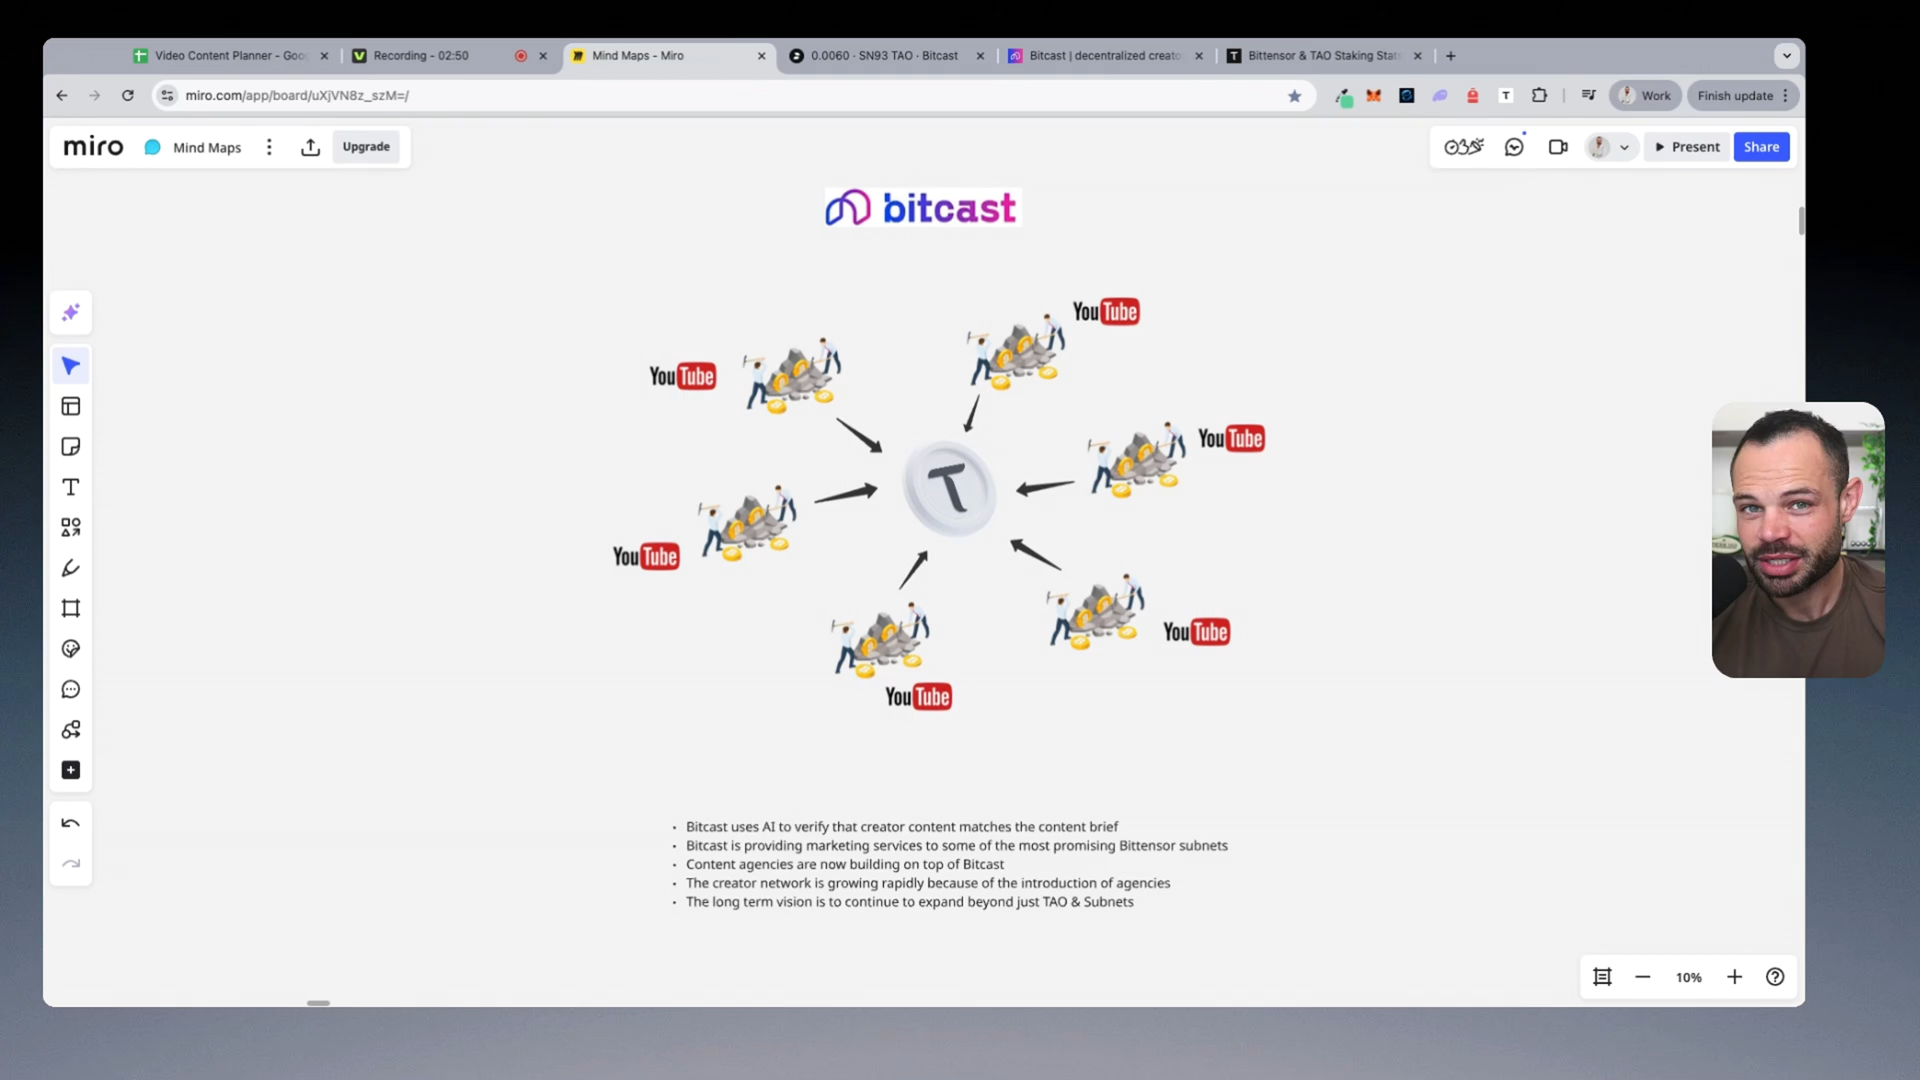 Video Content Planner - Goo
Recording - 02:50
Mind Maps - Miro
0.0060 · SN93 TAO · Bitcast
Bitcast | decentralized creato
Bittensor & TAO Staking Stats
miro.com/app/board/uXjVN8z_szM=/
T
Work
Finish update
miro
Mind Maps
Upgrade
Present
Share
bitcast
YouTube
YouTube
YouTube
YouTube
YouTube
YouTube
• Bitcast uses AI to verify that creator content matches the content brief
• Bitcast is providing marketing services to some of the most promising Bittensor subnets
• Content agencies are now building on top of Bitcast
• The creator network is growing rapidly because of the introduction of agencies
• The long term vision is to continue to expand beyond just TAO & Subnets
10%